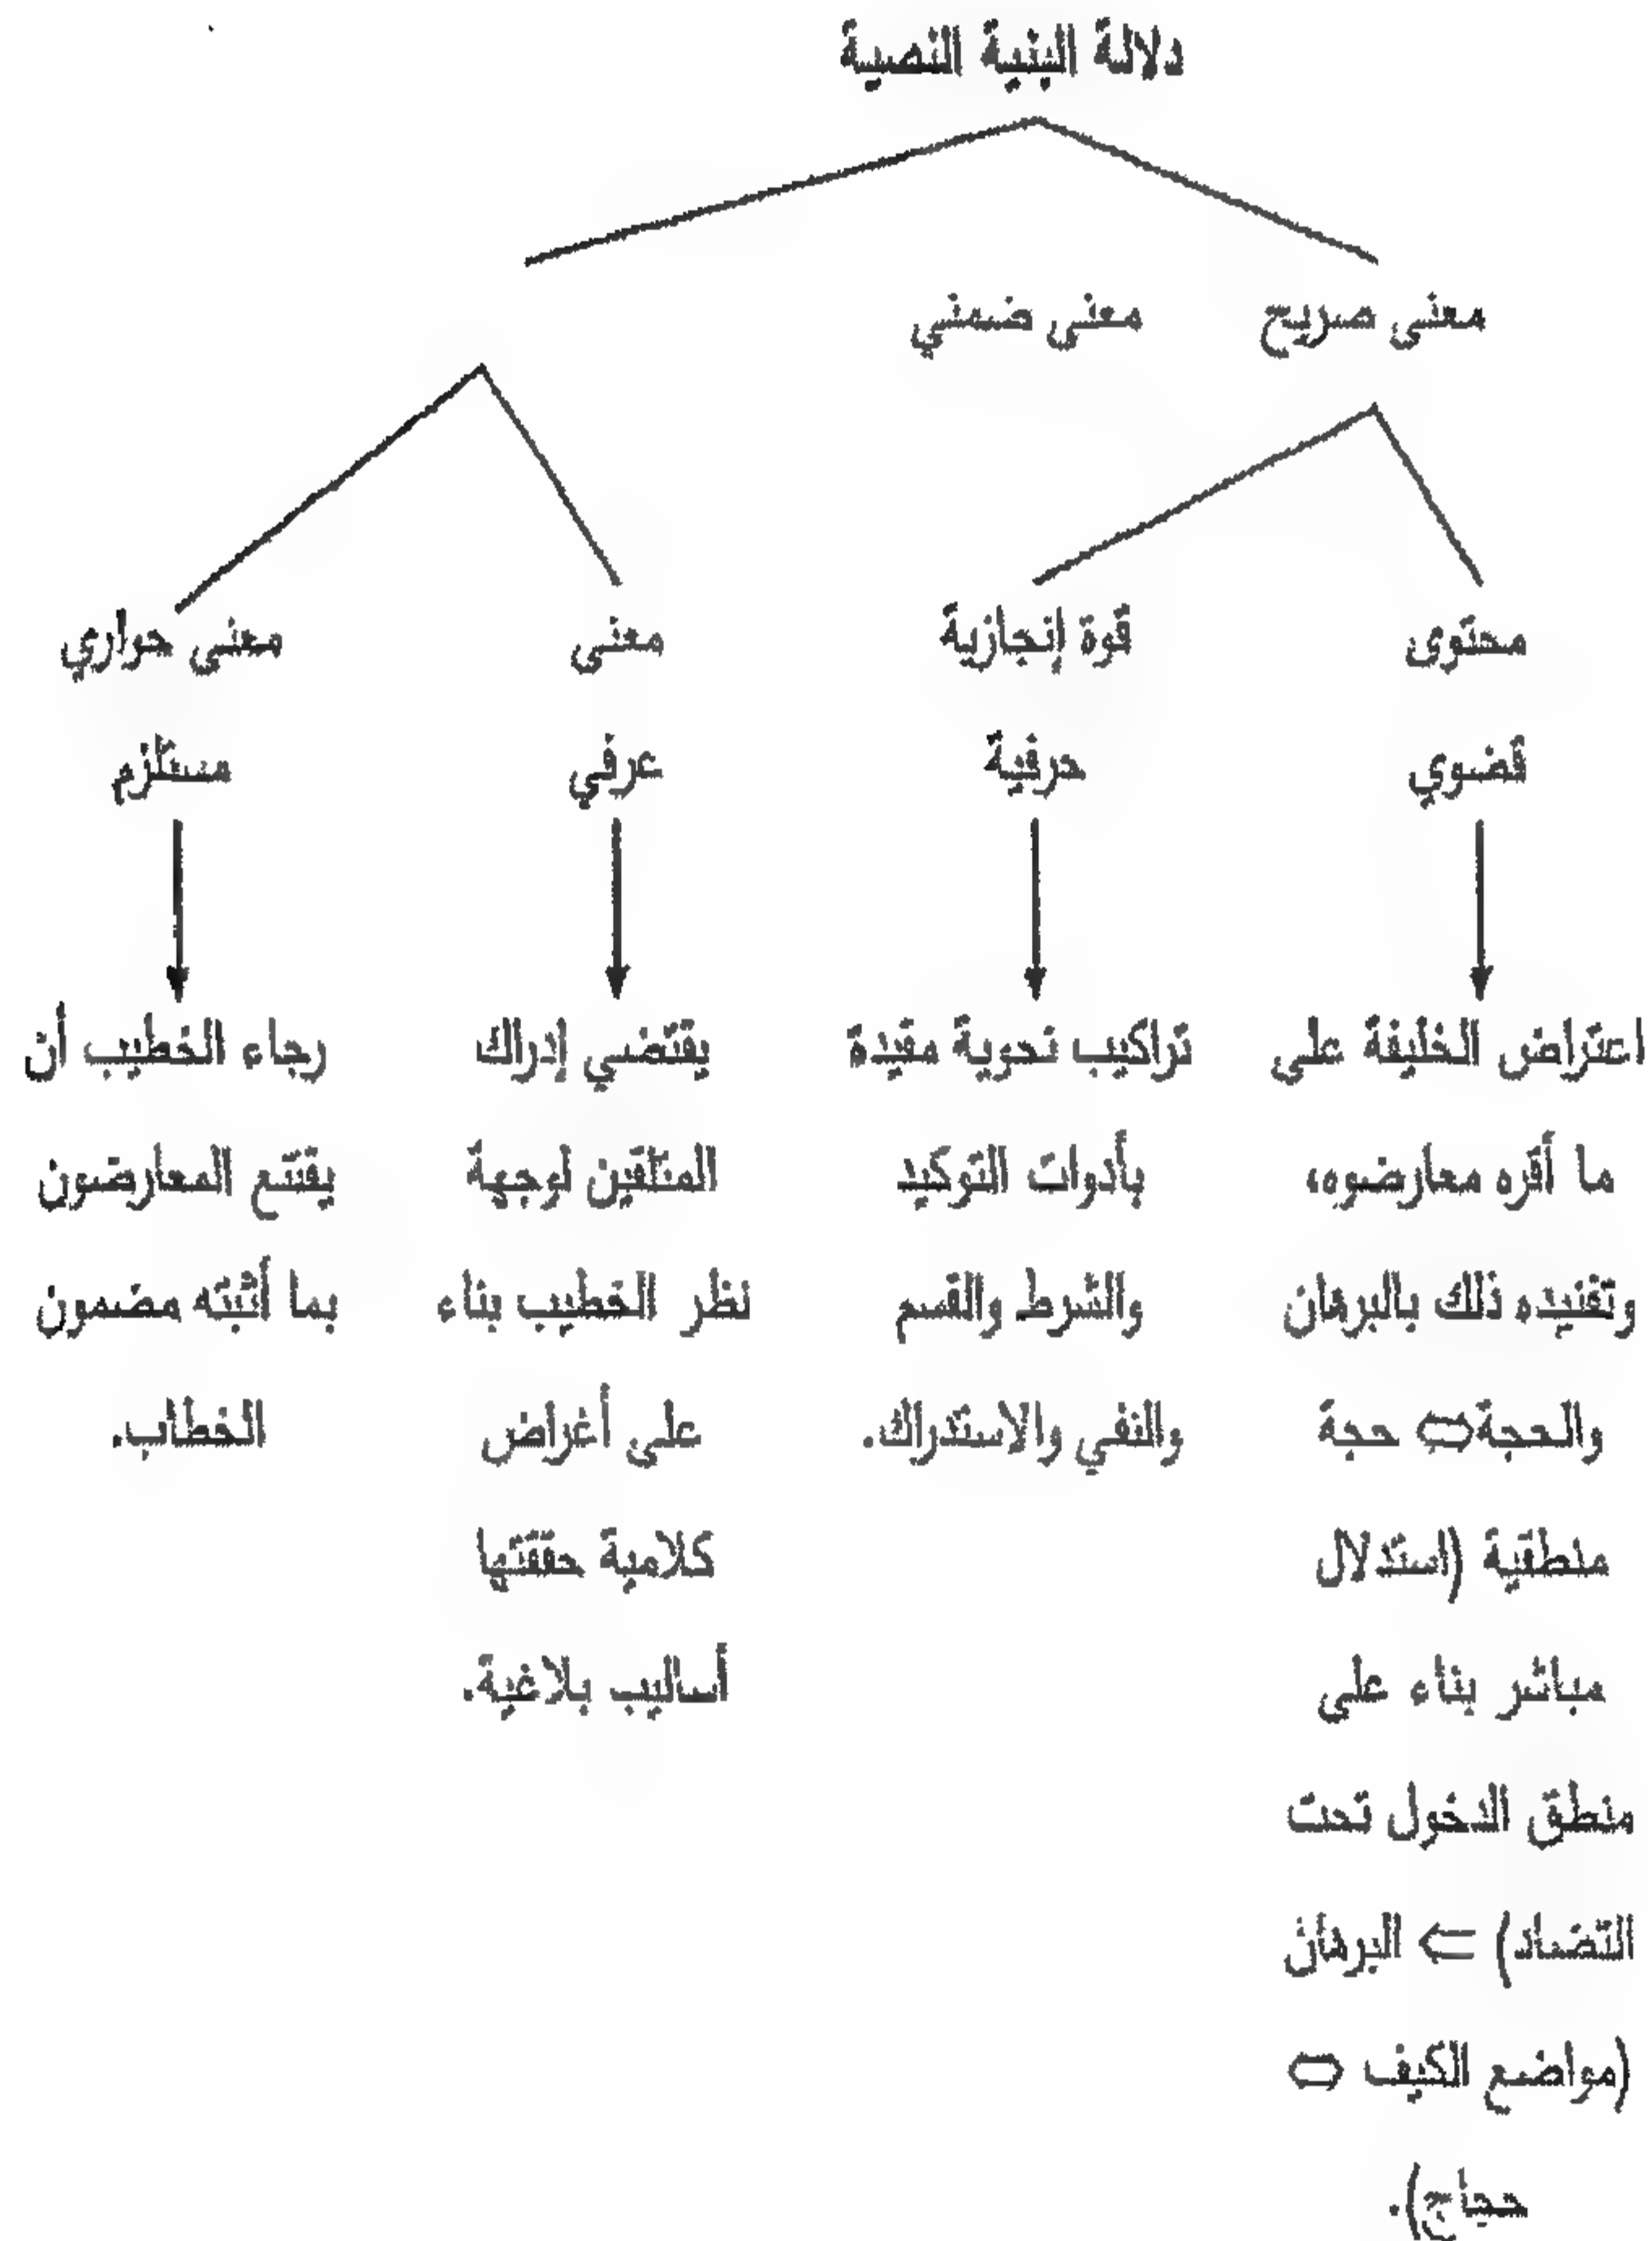 دلالة البنية النصية
معنى صريح
معنى ضمني
محتوى
قضوي
قوة إنجازية
حرفية
معنى
عرفي
معنى حواري
مستلزم
اعتراض الخليفة على
ما أقره معارضوه،
وتفنيده ذلك بالبرهان
والحجة⇔ حجة
منطقية (استدلال
مباشر بناء على
منطق الدخول تحت
التضاد) ⇐ البرهان
(مواضع الكيف ⇔
حجاج).
تراكيب نحوية مقيدة
بأدوات التوكيد
والشرط والقسم
والنفي والاستدراك.
يقتضي إدراك
المتلقين لوجهة
نظر الخطيب بناء
على أغراض
كلامية حققتها
أساليب بلاغية.
رجاء الخطيب أن
يقتنع المعارضون
بما أثبته مضمون
الخطاب.